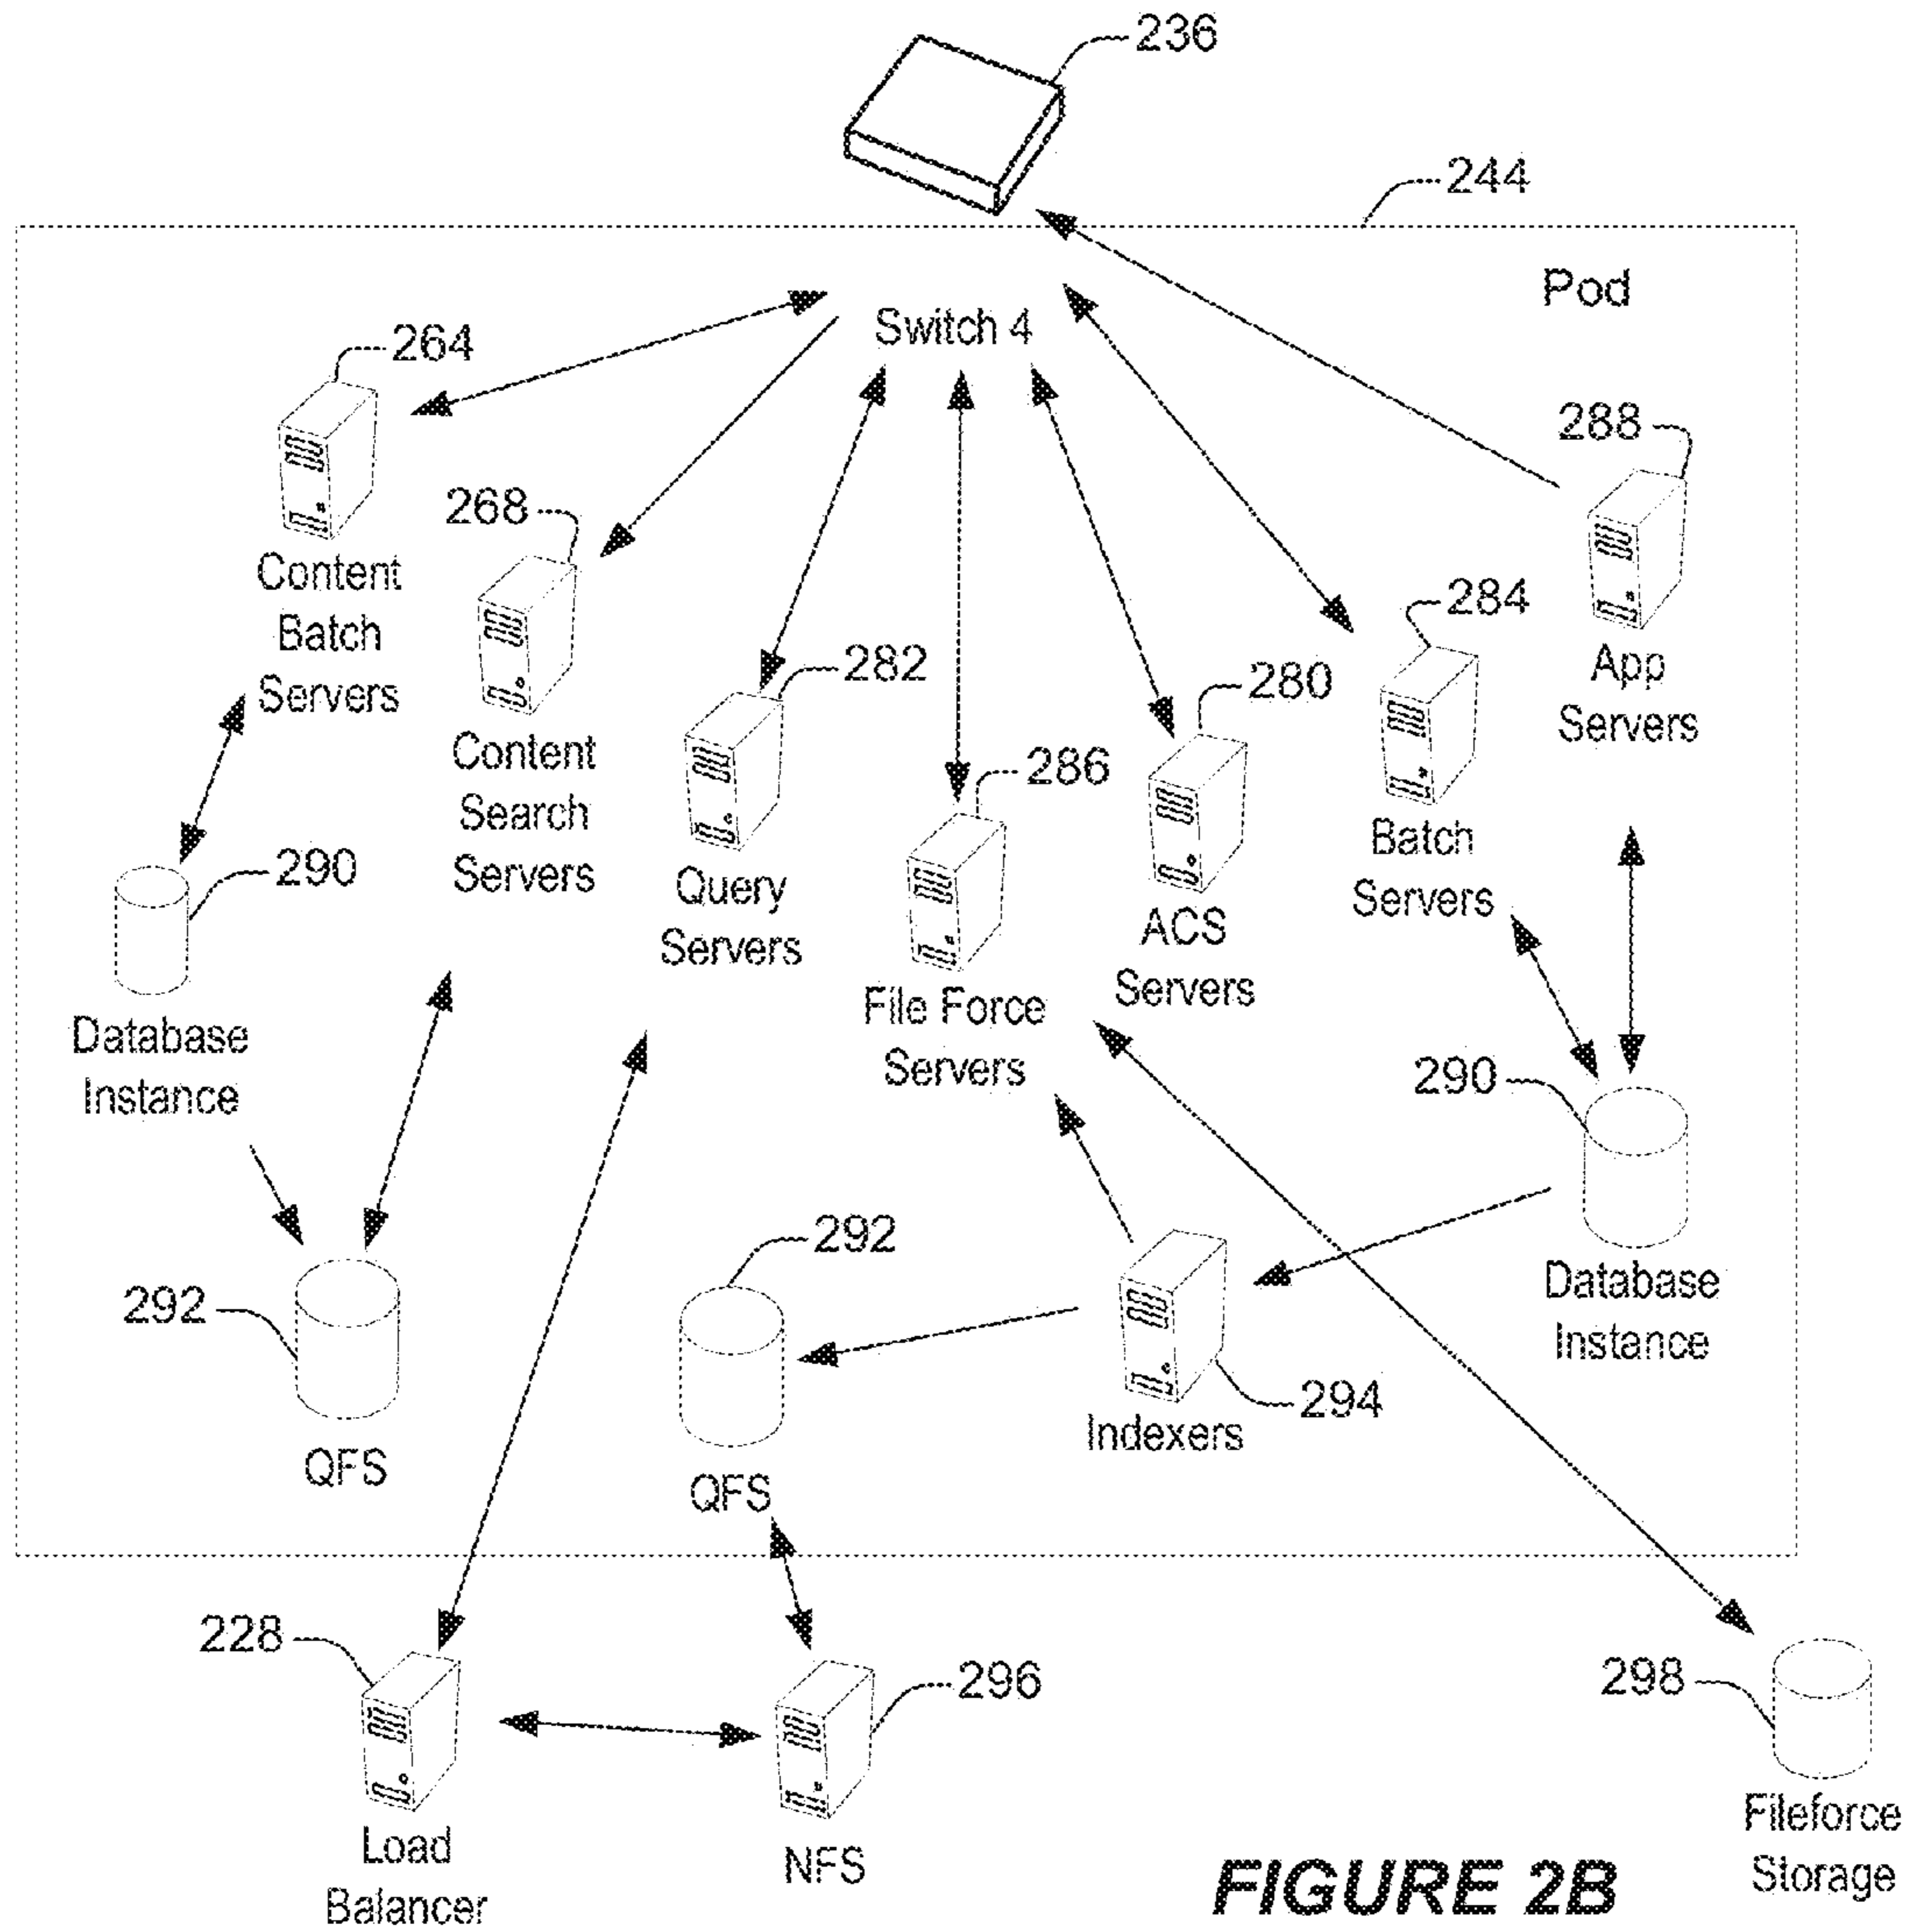 236
244
Pod
Switch 4
264
288
268
Content
Batch
Servers
284
App
Servers
282
280
Content
Search
Servers
286
Batch
Servers
290
Query
Servers
ACS
Servers
File Force
Servers
Database
Instance
290
292
292
Database
Instance
294
Indexers
QFS
QFS
228
296
298
Load
Balancer
NFS
Fileforce
Storage
FIGURE 2B